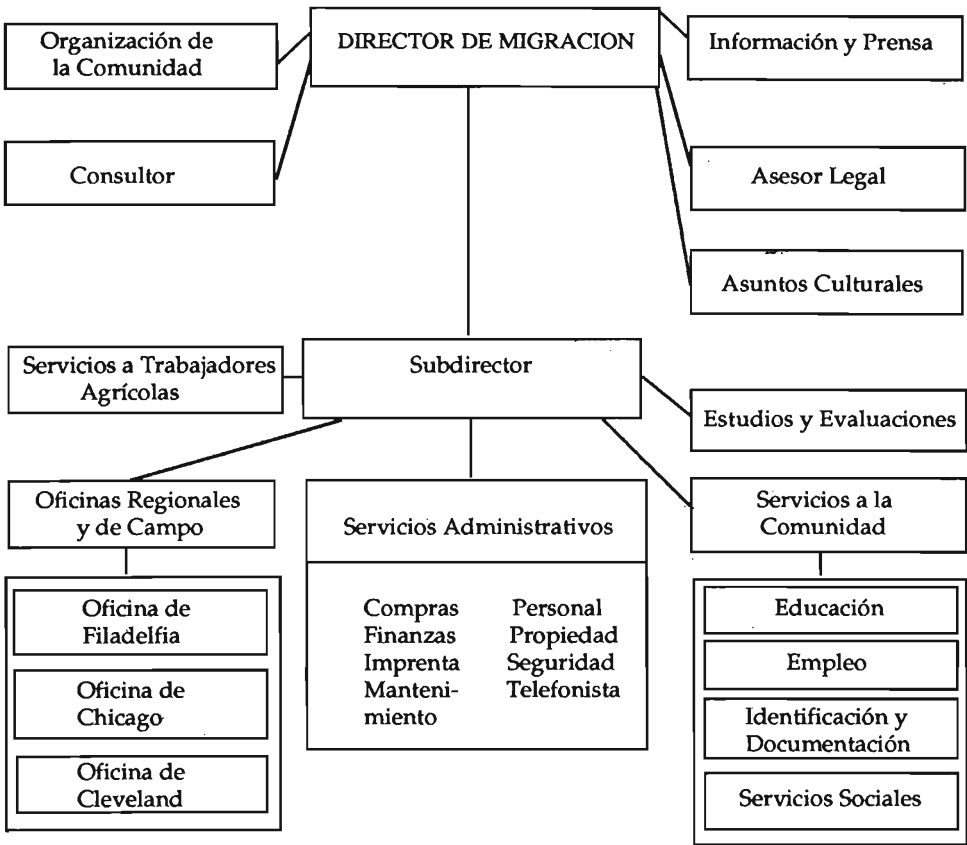 Organización de
la Comunidad
DIRECTOR DE MIGRACION
Información y Prensa
Consultor
Asesor Legal
Asuntos Culturales
Servicios a Trabajadores
Agrícolas
Subdirector
Estudios y Evaluaciones
Oficinas Regionales
y de Campo
Servicios Administrativos
Servicios a la
Comunidad
Oficina de
Filadelfia
Oficina de
Chicago
Oficina de
Cleveland
Compras Personal
Finanzas Propiedad
Imprenta Seguridad
Manteni- Telefonista
miento
Educación
Empleo
Identificación y
Documentación
Servicios Sociales